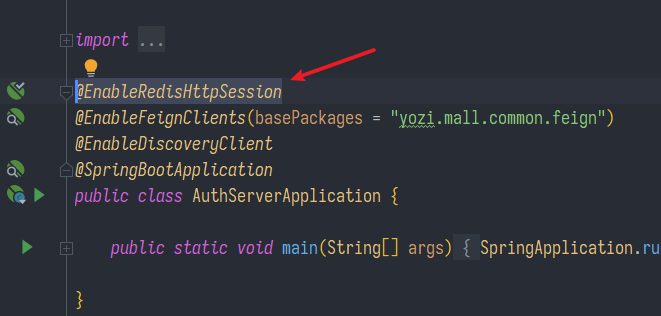 import ...
@EnableRedisHttpSession
@EnableFeignClients(basePackages = "yozi.mall.common.feign")
@EnableDiscoveryClient
@SpringBootApplication
public class AuthServerApplication {
public static void main(String[] args) { SpringApplication.ru
}